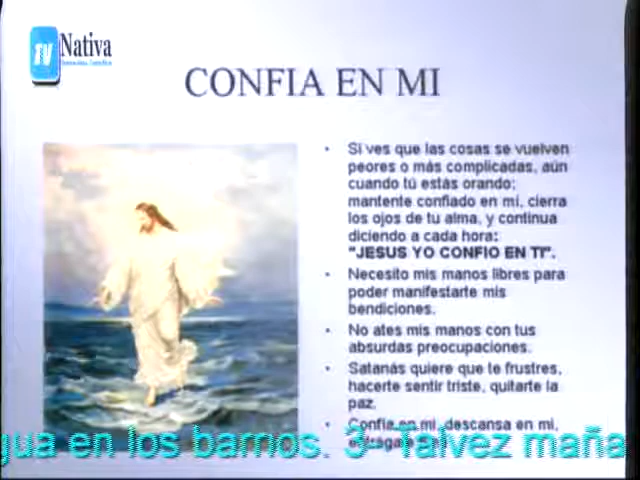 TV
Nativa
CONFIA EN MI
• Si ves que las cosas se vuelven
peores o más complicadas, aún
cuando tú estás orando;
mantente confiado en mí, cierra
los ojos de tu alma, y continua
diciendo a cada hora:
"JESUS YO CONFIO EN TI".
• Necesito mis manos libres para
poder manifestarte mis
bendiciones.
• No ates mis manos con tus
absurdas preocupaciones.
• Satanás quiere que te frustres,
hacerte sentir triste, quitarte la
paz.
• Confia en mi, descansa en mi,
gua en los barrios. 3- Talvez maña